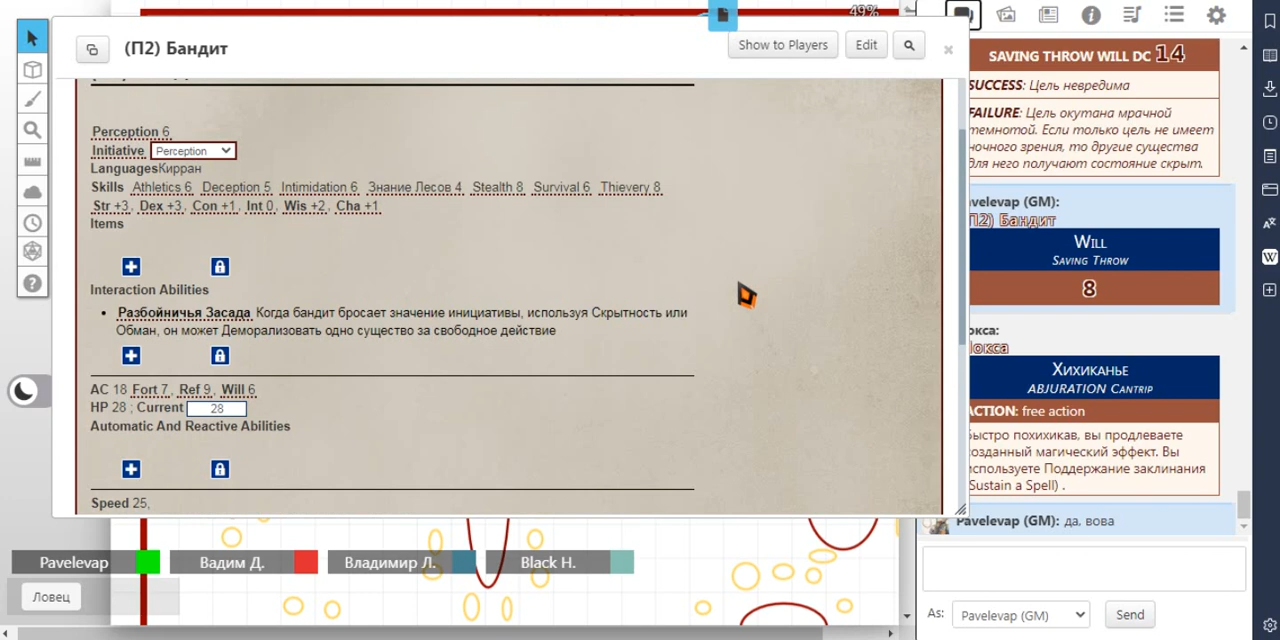 49%
(П2) Бандит
Show to Players
Edit
Perception 6
Initiative Perception
LanguagesКирран
Skills Athletics 6 Deception 5 Intimidation 6 Знание Лесов 4 Stealth 8 Survival 6 Thievery 8
Str +3, Dex +3, Con +1, Int 0, Wis +2, Cha +1
Items
Interaction Abilities
• Разбойничья Засада Когда бандит бросает значение инициативы, используя Скрытность или
Обман, он может Деморализовать одно существо за свободное действие
AC 18 Fort 7, Ref 9, Will 6
HP 28 ; Current 28
Automatic And Reactive Abilities
Speed 25,
Pavelevap
Вадим Д.
Владимир Л.
Black H.
Ловец
SAVING THROW WILL DC 14
SUCCESS: Цель невредима
FAILURE: Цель окутана мрачной
темнотой. Если только цель не имеет
ночного зрения, то другие существа
для него получают состояние скрыт.
avelevap (GM):
(П2) Бандит
WILL
SAVING THROW
8
окса:
Локса
ХИХИКАНЬЕ
ABJURATION CANTRIP
ACTION: free action
Быстро похихикав, вы продлеваете
созданный магический эффект. Вы
используете Поддержание заклинания
(Sustain a Spell) .
Pavelevap (GM): да, вова
As: Pavelevap (GM)
Send